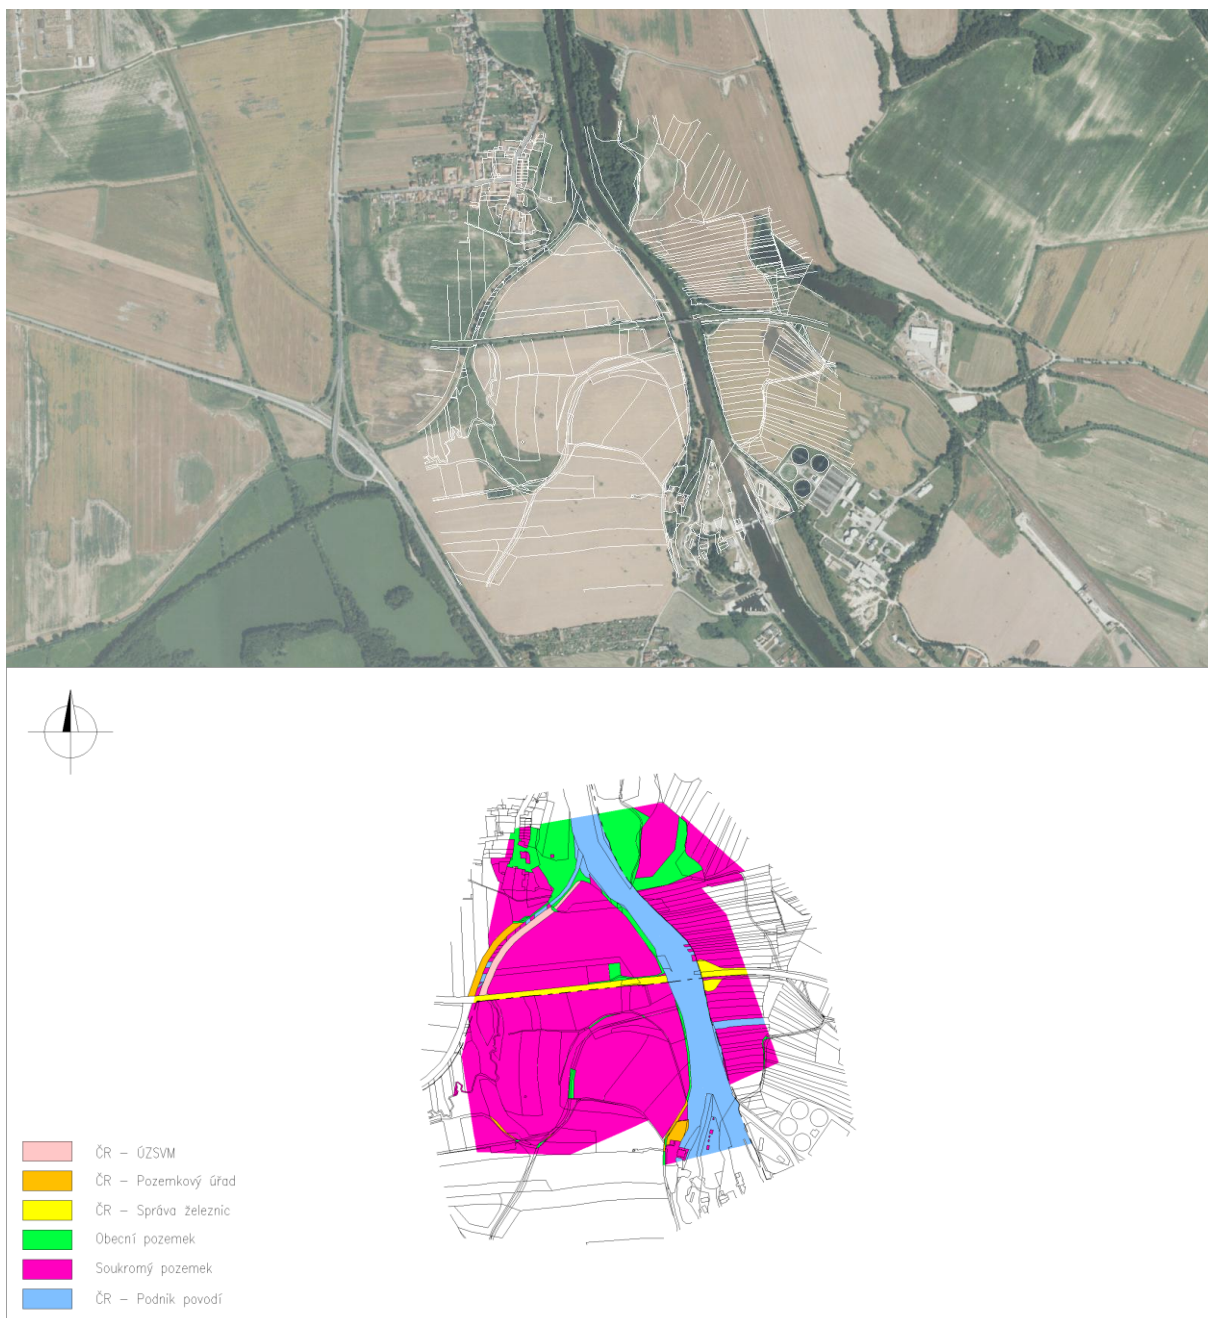 ČR – ÚZSVM
ČR – Pozemkový úřad
ČR – Správa železnic
Obecní pozemek
Soukromý pozemek
ČR – Podnik povodí